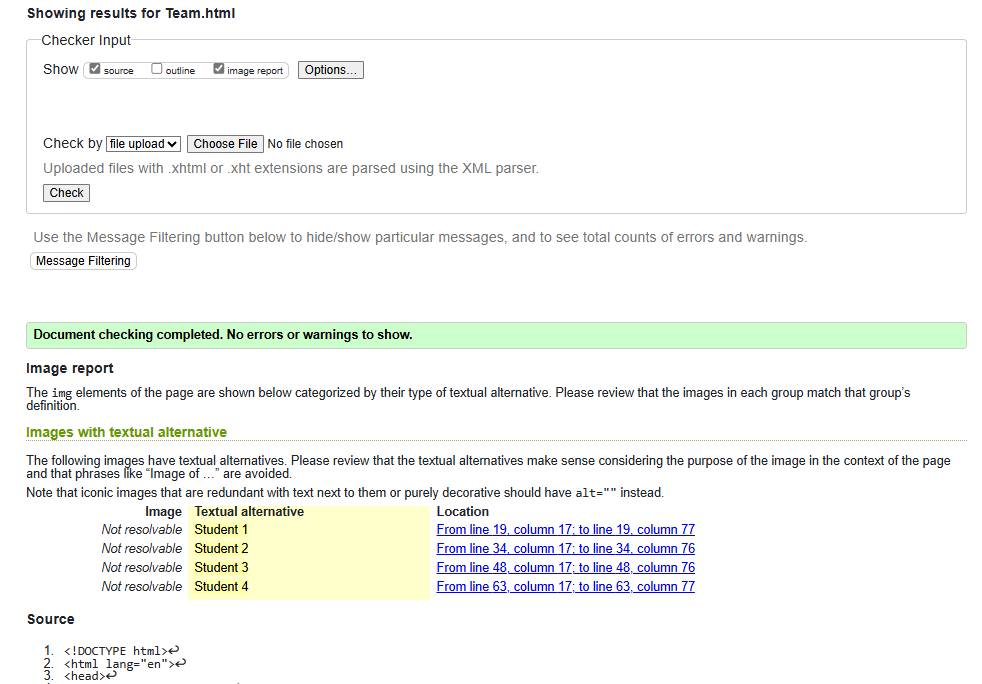 Showing results for Team.html
Checker Input
Show source outline image report Options...
Check by file upload Choose File No file chosen
Uploaded files with .xhtml or .xht extensions are parsed using the XML parser.
Check
Use the Message Filtering button below to hide/show particular messages, and to see total counts of errors and warnings.
Message Filtering
Document checking completed. No errors or warnings to show.
Image report
The img elements of the page are shown below categorized by their type of textual alternative. Please review that the images in each group match that group’s
definition.
Images with textual alternative
The following images have textual alternatives. Please review that the textual alternatives make sense considering the purpose of the image in the context of the page
and that phrases like “Image of …” are avoided.
Note that iconic images that are redundant with text next to them or purely decorative should have alt="" instead.
Image Textual alternative Location
Not resolvable Student 1 From line 19, column 17; to line 19, column 77
Not resolvable Student 2 From line 34, column 17; to line 34, column 76
Not resolvable Student 3 From line 48, column 17; to line 48, column 76
Not resolvable Student 4 From line 63, column 17; to line 63, column 77
Source
1. <!DOCTYPE html>↩
2. <html lang="en">↩
3. <head>↩